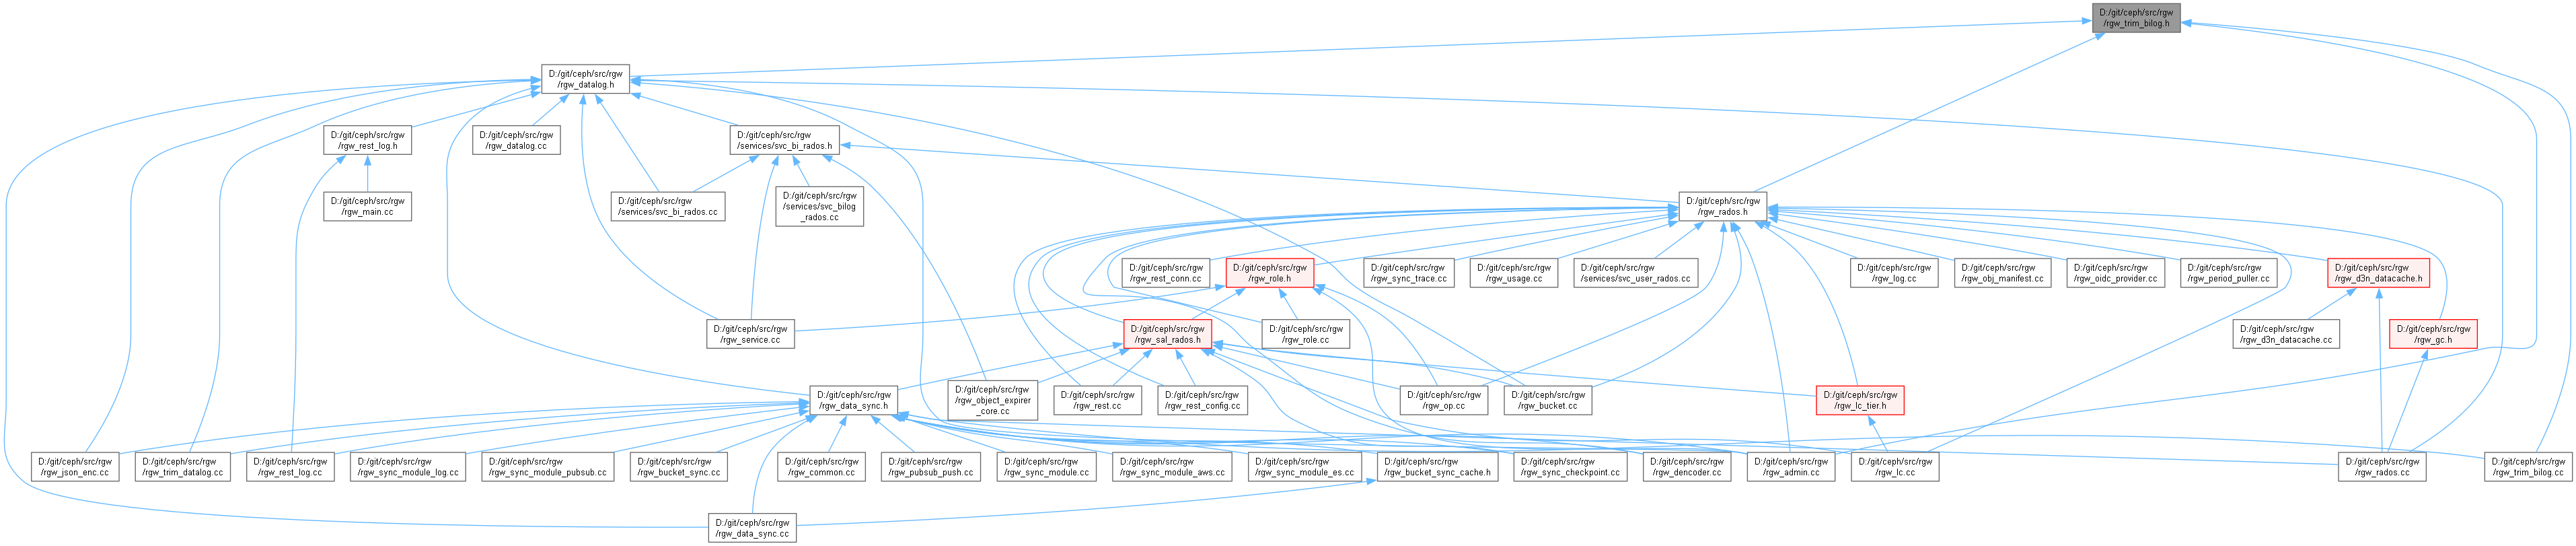 D:/git/ceph/src/rgw
/rgw_trim_bilog.h
D:/git/ceph/src/rgw
/rgw_datalog.h
D:/git/ceph/src/rgw
/rgw_rest_log.h
D:/git/ceph/src/rgw
/rgw_datalog.cc
D:/git/ceph/src/rgw
/services/svc_bi_rados.h
D:/git/ceph/src/rgw
/rgw_main.cc
D:/git/ceph/src/rgw
/services/svc_bi_rados.cc
D:/git/ceph/src/rgw
/services/svc_bilog
_rados.cc
D:/git/ceph/src/rgw
/rgw_rados.h
D:/git/ceph/src/rgw
/rgw_rest_conn.cc
D:/git/ceph/src/rgw
/rgw_role.h
D:/git/ceph/src/rgw
/rgw_sync_trace.cc
D:/git/ceph/src/rgw
/rgw_usage.cc
D:/git/ceph/src/rgw
/services/svc_user_rados.cc
D:/git/ceph/src/rgw
/rgw_log.cc
D:/git/ceph/src/rgw
/rgw_obj_manifest.cc
D:/git/ceph/src/rgw
/rgw_oidc_provider.cc
D:/git/ceph/src/rgw
/rgw_period_puller.cc
D:/git/ceph/src/rgw
/rgw_d3n_datacache.h
D:/git/ceph/src/rgw
/rgw_service.cc
D:/git/ceph/src/rgw
/rgw_sal_rados.h
D:/git/ceph/src/rgw
/rgw_role.cc
D:/git/ceph/src/rgw
/rgw_d3n_datacache.cc
D:/git/ceph/src/rgw
/rgw_gc.h
D:/git/ceph/src/rgw
/rgw_data_sync.h
D:/git/ceph/src/rgw
/rgw_object_expirer
_core.cc
D:/git/ceph/src/rgw
/rgw_rest.cc
D:/git/ceph/src/rgw
/rgw_rest_config.cc
D:/git/ceph/src/rgw
/rgw_op.cc
D:/git/ceph/src/rgw
/rgw_bucket.cc
D:/git/ceph/src/rgw
/rgw_lc_tier.h
D:/git/ceph/src/rgw
/rgw_json_enc.cc
D:/git/ceph/src/rgw
/rgw_trim_datalog.cc
D:/git/ceph/src/rgw
/rgw_rest_log.cc
D:/git/ceph/src/rgw
/rgw_sync_module_log.cc
D:/git/ceph/src/rgw
/rgw_sync_module_pubsub.cc
D:/git/ceph/src/rgw
/rgw_bucket_sync.cc
D:/git/ceph/src/rgw
/rgw_common.cc
D:/git/ceph/src/rgw
/rgw_pubsub_push.cc
D:/git/ceph/src/rgw
/rgw_sync_module.cc
D:/git/ceph/src/rgw
/rgw_sync_module_aws.cc
D:/git/ceph/src/rgw
/rgw_sync_module_es.cc
D:/git/ceph/src/rgw
/rgw_bucket_sync_cache.h
D:/git/ceph/src/rgw
/rgw_sync_checkpoint.cc
D:/git/ceph/src/rgw
/rgw_dencoder.cc
D:/git/ceph/src/rgw
/rgw_admin.cc
D:/git/ceph/src/rgw
/rgw_lc.cc
D:/git/ceph/src/rgw
/rgw_rados.cc
D:/git/ceph/src/rgw
/rgw_trim_bilog.cc
D:/git/ceph/src/rgw
/rgw_data_sync.cc